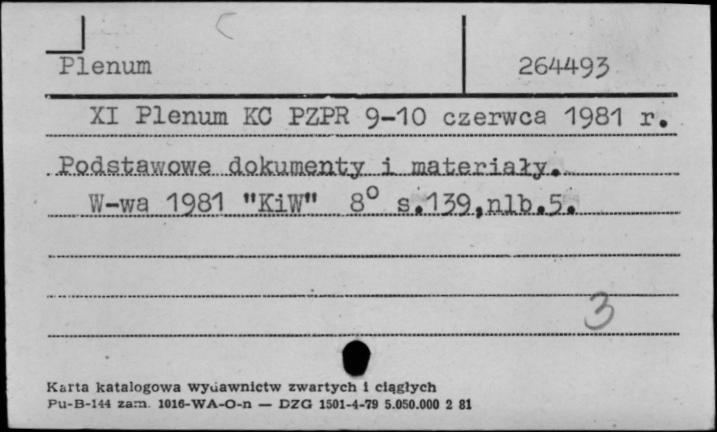 Plenum 264493
XI Plenum KC PZPR 9-10 czerwca 1981 r.
Podstawowe dokumenty i materiały.
W-wa 1981 "KiW" 8° s.139,nlb.5.
3
Karta katalogowa wydawnictw zwartych i ciągłych
Pu-B-144 zam. 1016-WA-O-n — DZG 1501-4-79 5.050.000 2 81